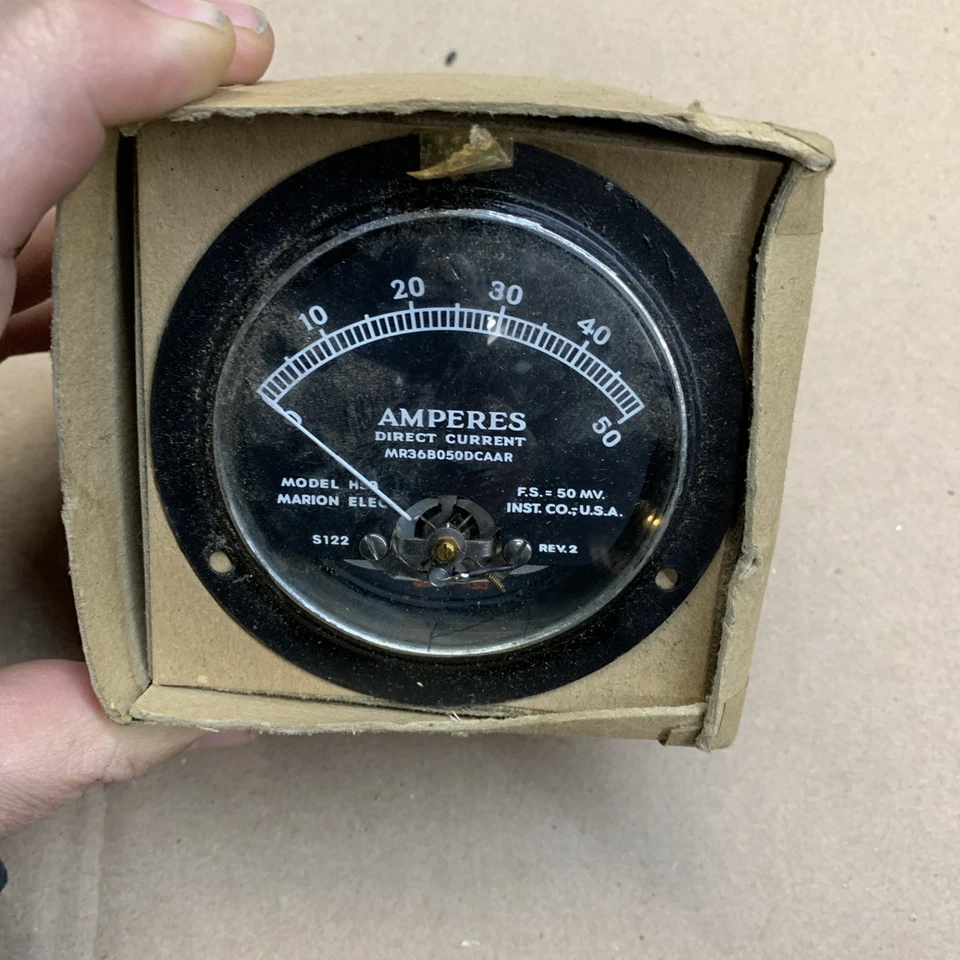 0 10 20 30 40 50
AMPERES
DIRECT CURRENT
MR36B050DCAAR
MODEL
MARION ELEC
F.S. = 50 MV.
INST. CO., U.S.A.
S122
REV. 2